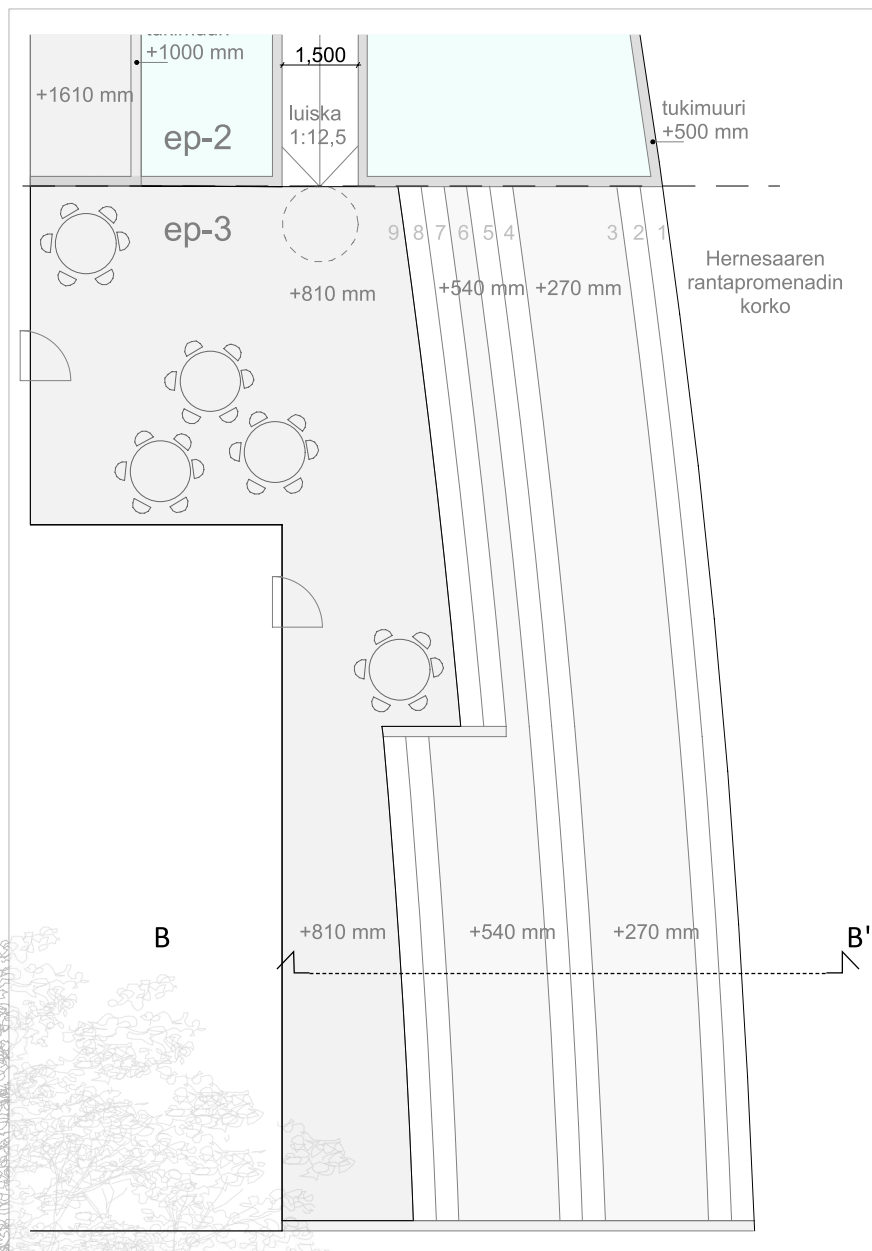 tukimuuri
+1000 mm
1,500
+1610 mm
luiska
1:12,5
tukimuuri
+500 mm
ep-2
ep-3
9 8 7 6 5 4 3 2 1
Hernesaaren
rantapromenadin
korko
+810 mm
+540 mm
+270 mm
B
+810 mm
+540 mm
+270 mm
B'